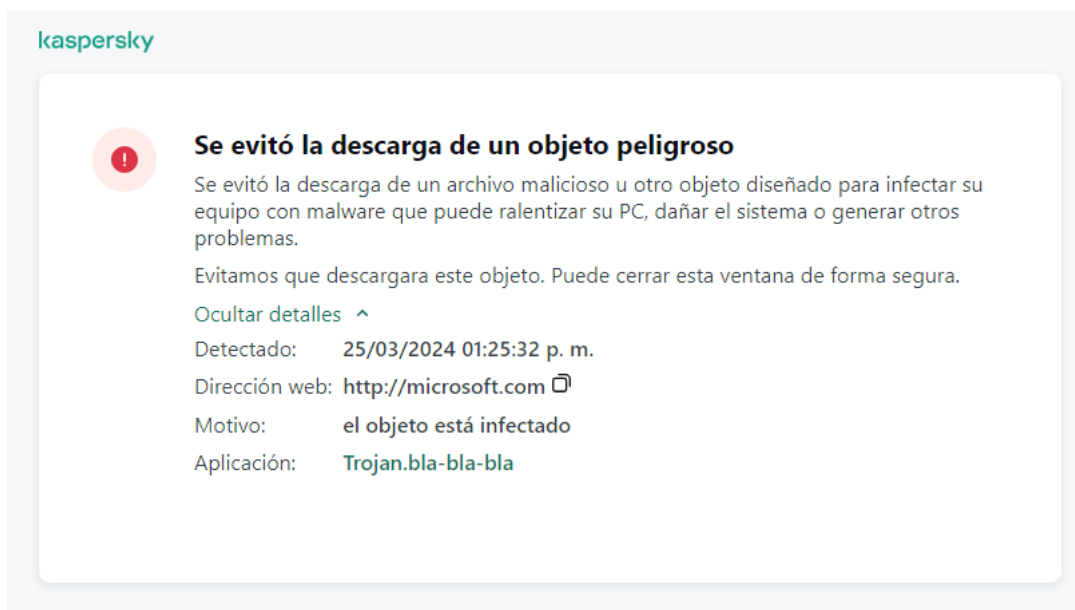 kaspersky
Se evitó la descarga de un objeto peligroso
Se evitó la descarga de un archivo malicioso u otro objeto diseñado para infectar su
equipo con malware que puede ralentizar su PC, dañar el sistema o generar otros
problemas.
Evitamos que descargara este objeto. Puede cerrar esta ventana de forma segura.
Ocultar detalles
Detectado: 25/03/2024 01:25:32 p. m.
Dirección web: http://microsoft.com
Motivo: el objeto está infectado
Aplicación: Trojan.bla-bla-bla